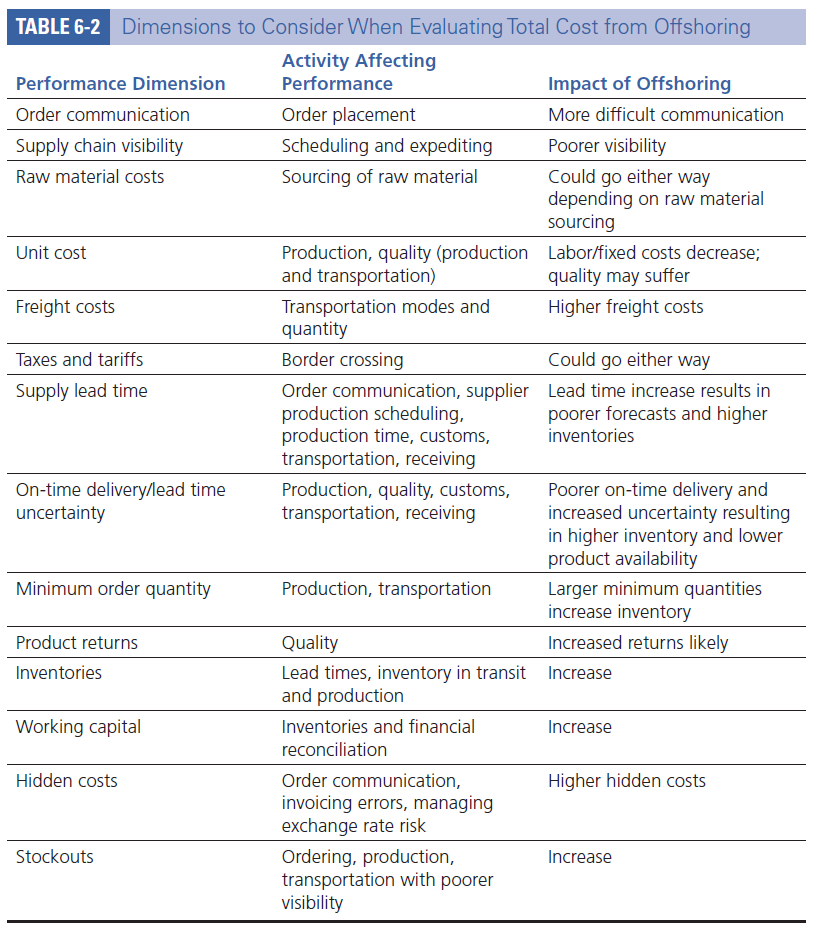 TABLE 6-2 Dimensions to Consider When Evaluating Total Cost from Offshoring
Performance Dimension
Activity Affecting
Performance
Impact of Offshoring
Order communication
Order placement
More difficult communication
Supply chain visibility
Scheduling and expediting
Poorer visibility
Raw material costs
Sourcing of raw material
Could go either way
depending on raw material
sourcing
Unit cost
Production, quality (production
and transportation)
Labor/fixed costs decrease;
quality may suffer
Freight costs
Transportation modes and
quantity
Higher freight costs
Taxes and tariffs
Border crossing
Could go either way
Supply lead time
Order communication, supplier
production scheduling,
production time, customs,
transportation, receiving
Lead time increase results in
poorer forecasts and higher
inventories
On-time delivery/lead time
uncertainty
Production, quality, customs,
transportation, receiving
Poorer on-time delivery and
increased uncertainty resulting
in higher inventory and lower
product availability
Minimum order quantity
Production, transportation
Larger minimum quantities
increase inventory
Product returns
Quality
Increased returns likely
Inventories
Lead times, inventory in transit
and production
Increase
Working capital
Inventories and financial
reconciliation
Increase
Hidden costs
Order communication,
invoicing errors, managing
exchange rate risk
Higher hidden costs
Stockouts
Ordering, production,
transportation with poorer
visibility
Increase